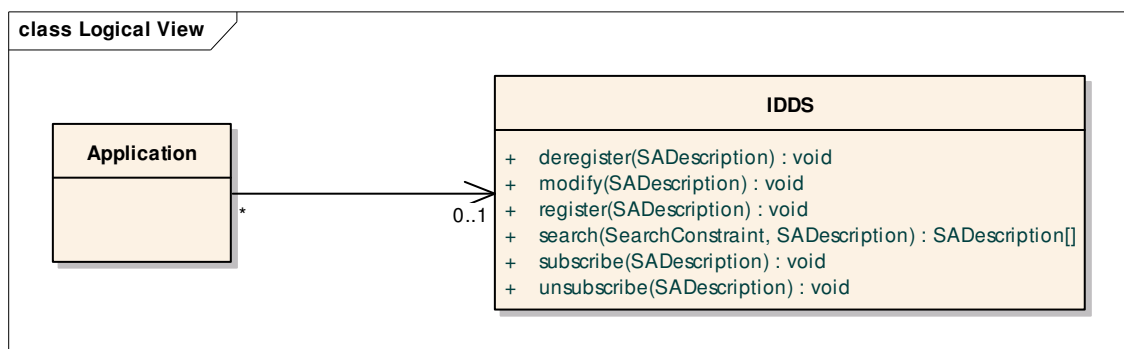 class Logical View
IDDS
Application
+ deregister(SADescription) : void
+ modify(SADescription) : void
+ register(SADescription) : void
+ search(SearchConstraint, SADescription) : SADescription[]
+ subscribe(SADescription) : void
+ unsubscribe(SADescription) : void
*
0..1